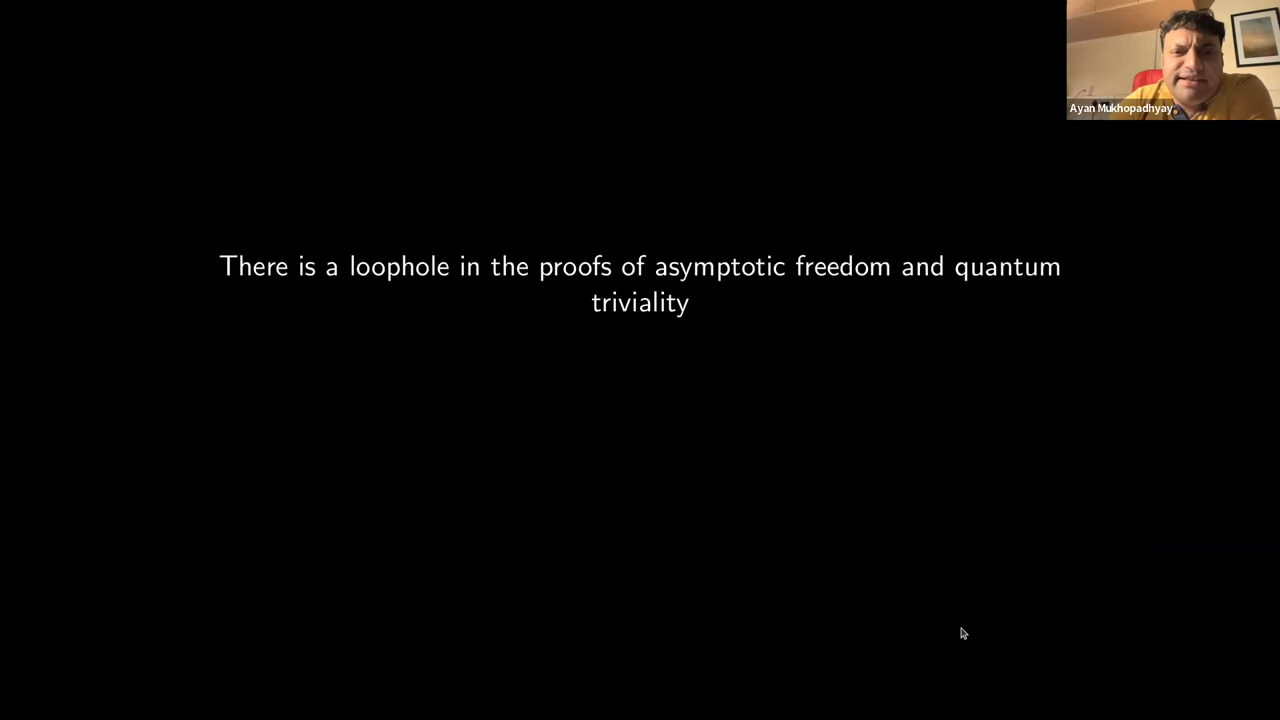 Ayan Mukhopadhyay
There is a loophole in the proofs of asymptotic freedom and quantum
triviality